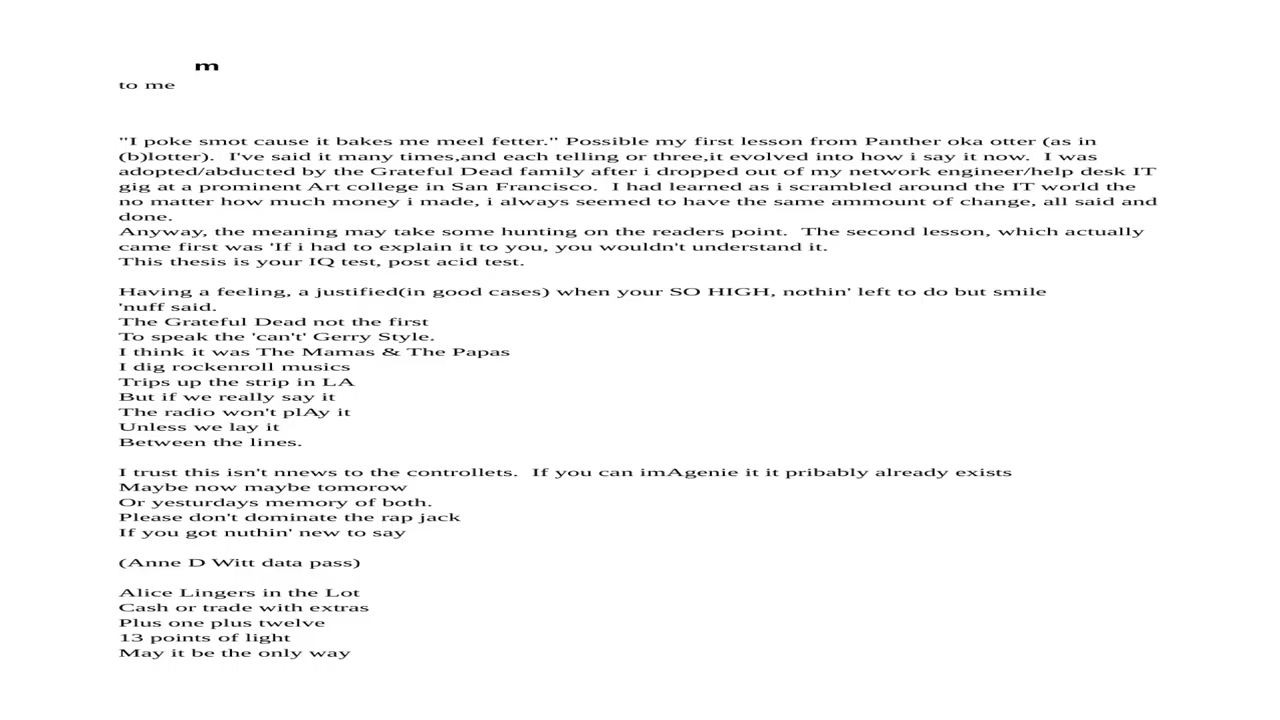 m
to me
"I poke smot cause it bakes me meel fetter." Possible my first lesson from Panther oka otter (as in
(b)lotter).  I've said it many times,and each telling or three,it evolved into how i say it now.  I was
adopted/abducted by the Grateful Dead family after i dropped out of my network engineer/help desk IT
gig at a prominent Art college in San Francisco.  I had learned as i scrambled around the IT world the
no matter how much money i made, i always seemed to have the same ammount of change, all said and
done.
Anyway, the meaning may take some hunting on the readers point.  The second lesson, which actually
came first was 'If i had to explain it to you, you wouldn't understand it.
This thesis is your IQ test, post acid test.
Having a feeling, a justified(in good cases) when your SO HIGH, nothin' left to do but smile
'nuff said.
The Grateful Dead not the first
To speak the 'can't' Gerry Style.
I think it was The Mamas & The Papas
I dig rockenroll musics
Trips up the strip in LA
But if we really say it
The radio won't plAy it
Unless we lay it
Between the lines.
I trust this isn't nnews to the controllets.  If you can imAgenie it it pribably already exists
Maybe now maybe tomorow
Or yesturdays memory of both.
Please don't dominate the rap jack
If you got nuthin' new to say
(Anne D Witt data pass)
Alice Lingers in the Lot
Cash or trade with extras
Plus one plus twelve
13 points of light
May it be the only way